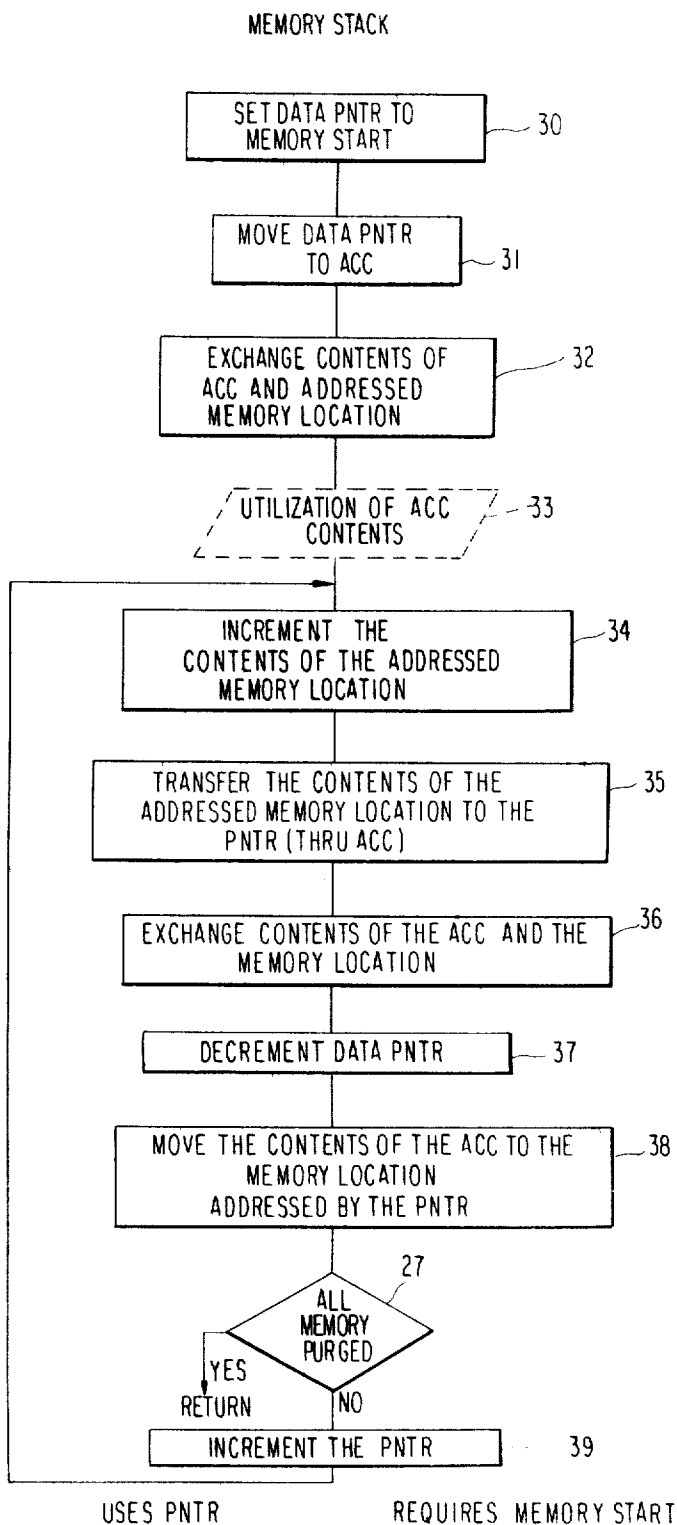 MEMORY STACK
SET DATA PNTR TO
MEMORY START
30
MOVE DATA PNTR
TO ACC
31
EXCHANGE CONTENTS OF
ACC AND ADDRESSED
MEMORY LOCATION
32
UTILIZATION OF ACC
CONTENTS
33
INCREMENT THE
CONTENTS OF THE ADDRESSED
MEMORY LOCATION
34
TRANSFER THE CONTENTS OF THE
ADDRESSED MEMORY LOCATION TO THE
PNTR (THRU ACC)
35
EXCHANGE CONTENTS OF THE ACC AND THE
MEMORY LOCATION
36
DECREMENT DATA PNTR
37
MOVE THE CONTENTS OF THE ACC TO THE
MEMORY LOCATION
ADDRESSED BY THE PNTR
38
27
ALL
MEMORY
PURGED
YES
RETURN
NO
INCREMENT THE PNTR
39
USES PNTR
REQUIRES MEMORY START